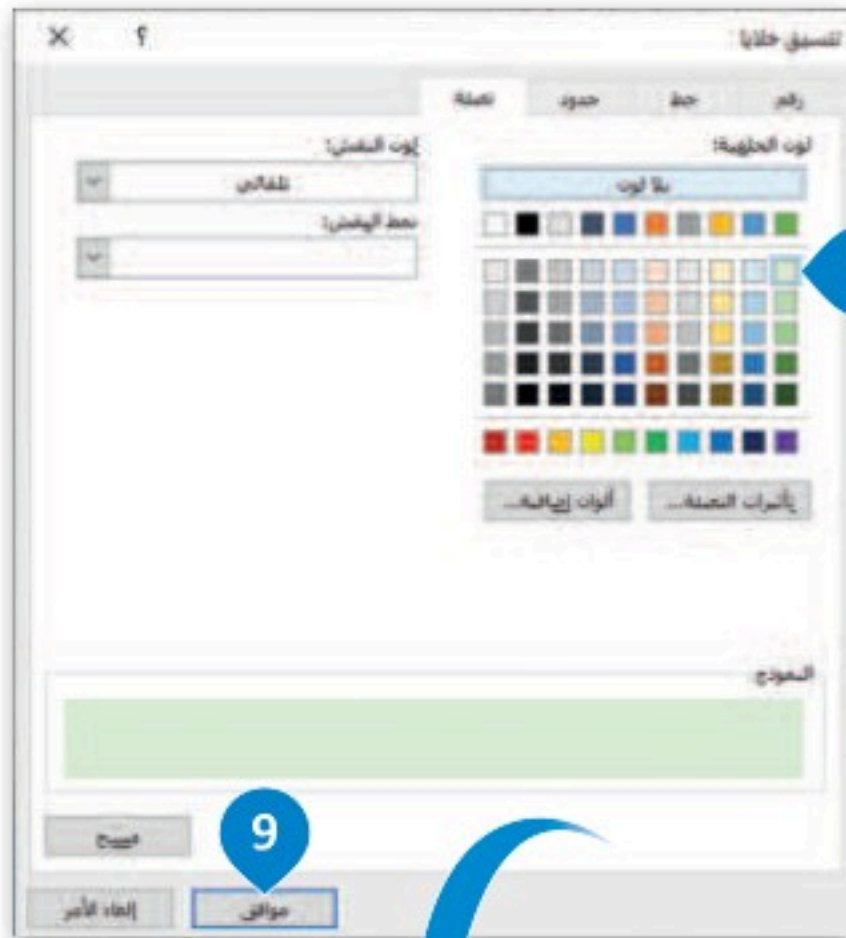 تنسيق خلايا
؟
رقم خط حدود تعبئة
لون الخلفية:
بلا لون
لون النقش:
تلقائي
نمط النقش:
تأثيرات التعبئة...
ألوان إضافية...
النموذج
مسح
9
موافق
إلغاء الأمر